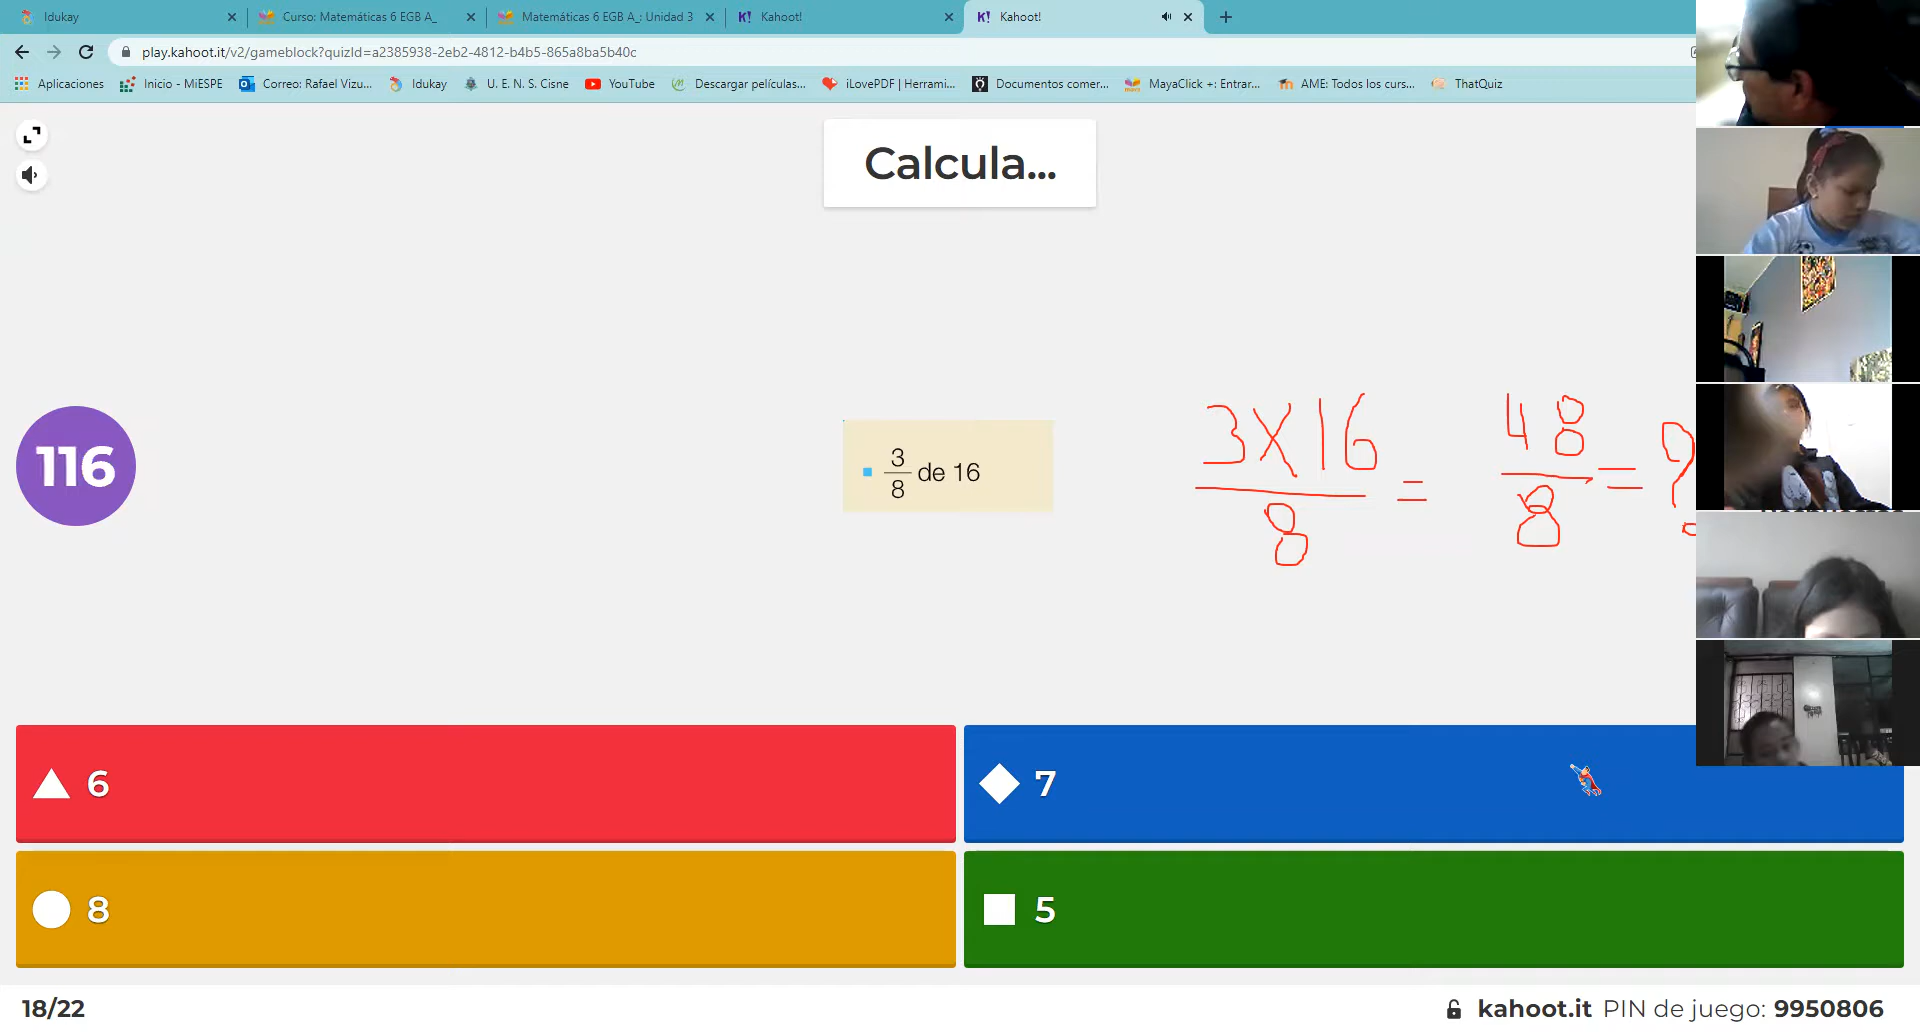 Idukay
Curso: Matemáticas 6 EGB A_
Matemáticas 6 EGB A_: Unidad 3
Kahoot!
Kahoot!
play.kahoot.it/v2/gameblock?quizId=a2385938-2eb2-4812-b4b5-865a8ba5b40c
Aplicaciones
Inicio - MiESPE
Correo: Rafael Vizu...
Idukay
U. E. N. S. Cisne
YouTube
Descargar películas...
iLovePDF | Herrami...
Documentos comer...
MayaClick +: Entrar...
AME: Todos los curs...
ThatQuiz
Calcula...
116
3/8 de 16
3 X 16 / 8 = 48 / 8 = ?
6
7
8
5
18/22
kahoot.it PIN de juego: 9950806